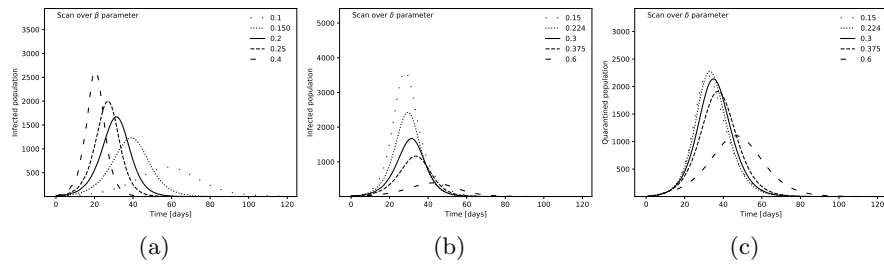 Scan over β parameter
0.1
0.150
0.2
0.25
0.4
3500
3000
2500
2000
1500
1000
500
Infected population
0 20 40 60 80 100 120
Time [days]
(a)
Scan over δ parameter
0.15
0.224
0.3
0.375
0.6
5000
4000
3000
2000
1000
Infected population
0 20 40 60 80 100 120
Time [days]
(b)
Scan over δ parameter
0.15
0.224
0.3
0.375
0.6
3000
2500
2000
1500
1000
500
Quarantined population
0 20 40 60 80 100 120
Time [days]
(c)